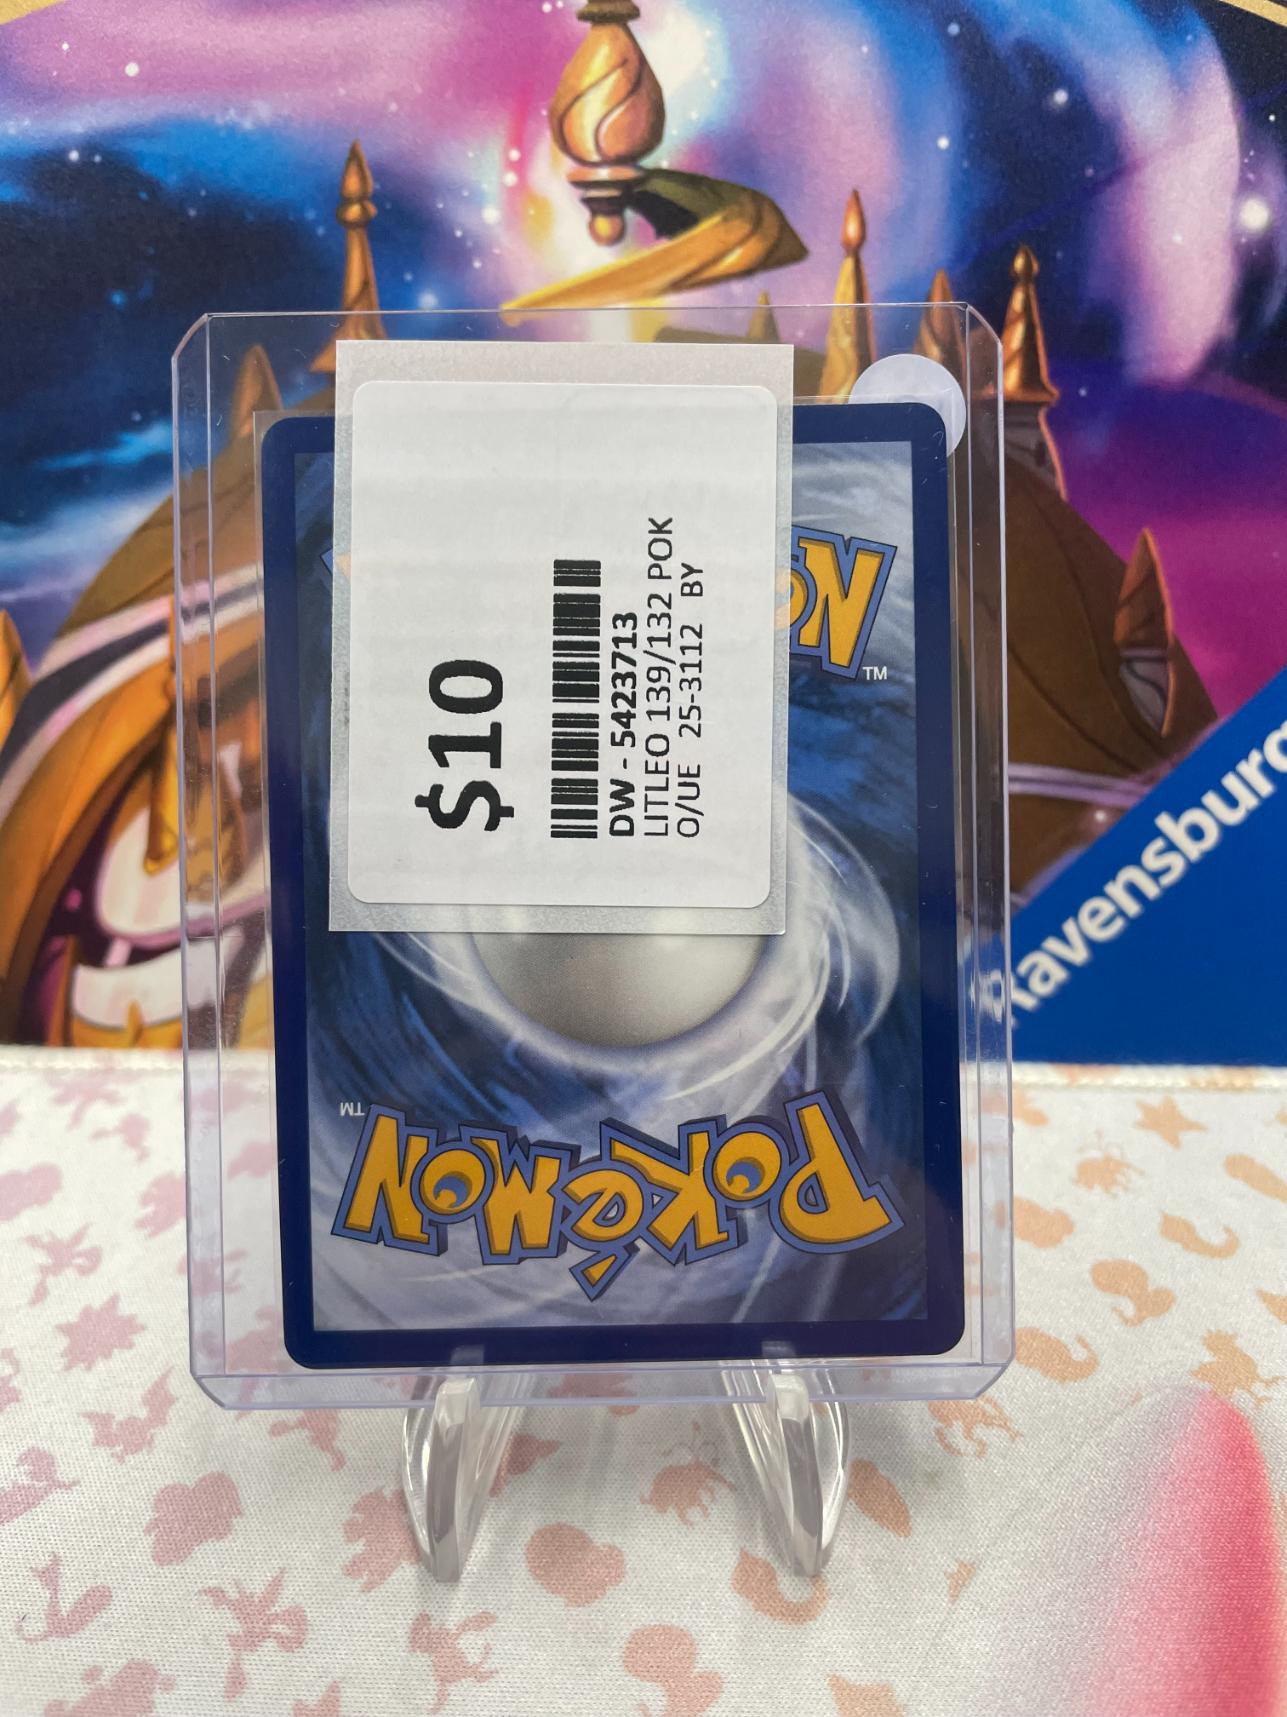 $10
DW - 5423713
LITLEO 139/132 POK
O/UE 25-3112 BY
TM
Ravensburg
POKéMON
TM